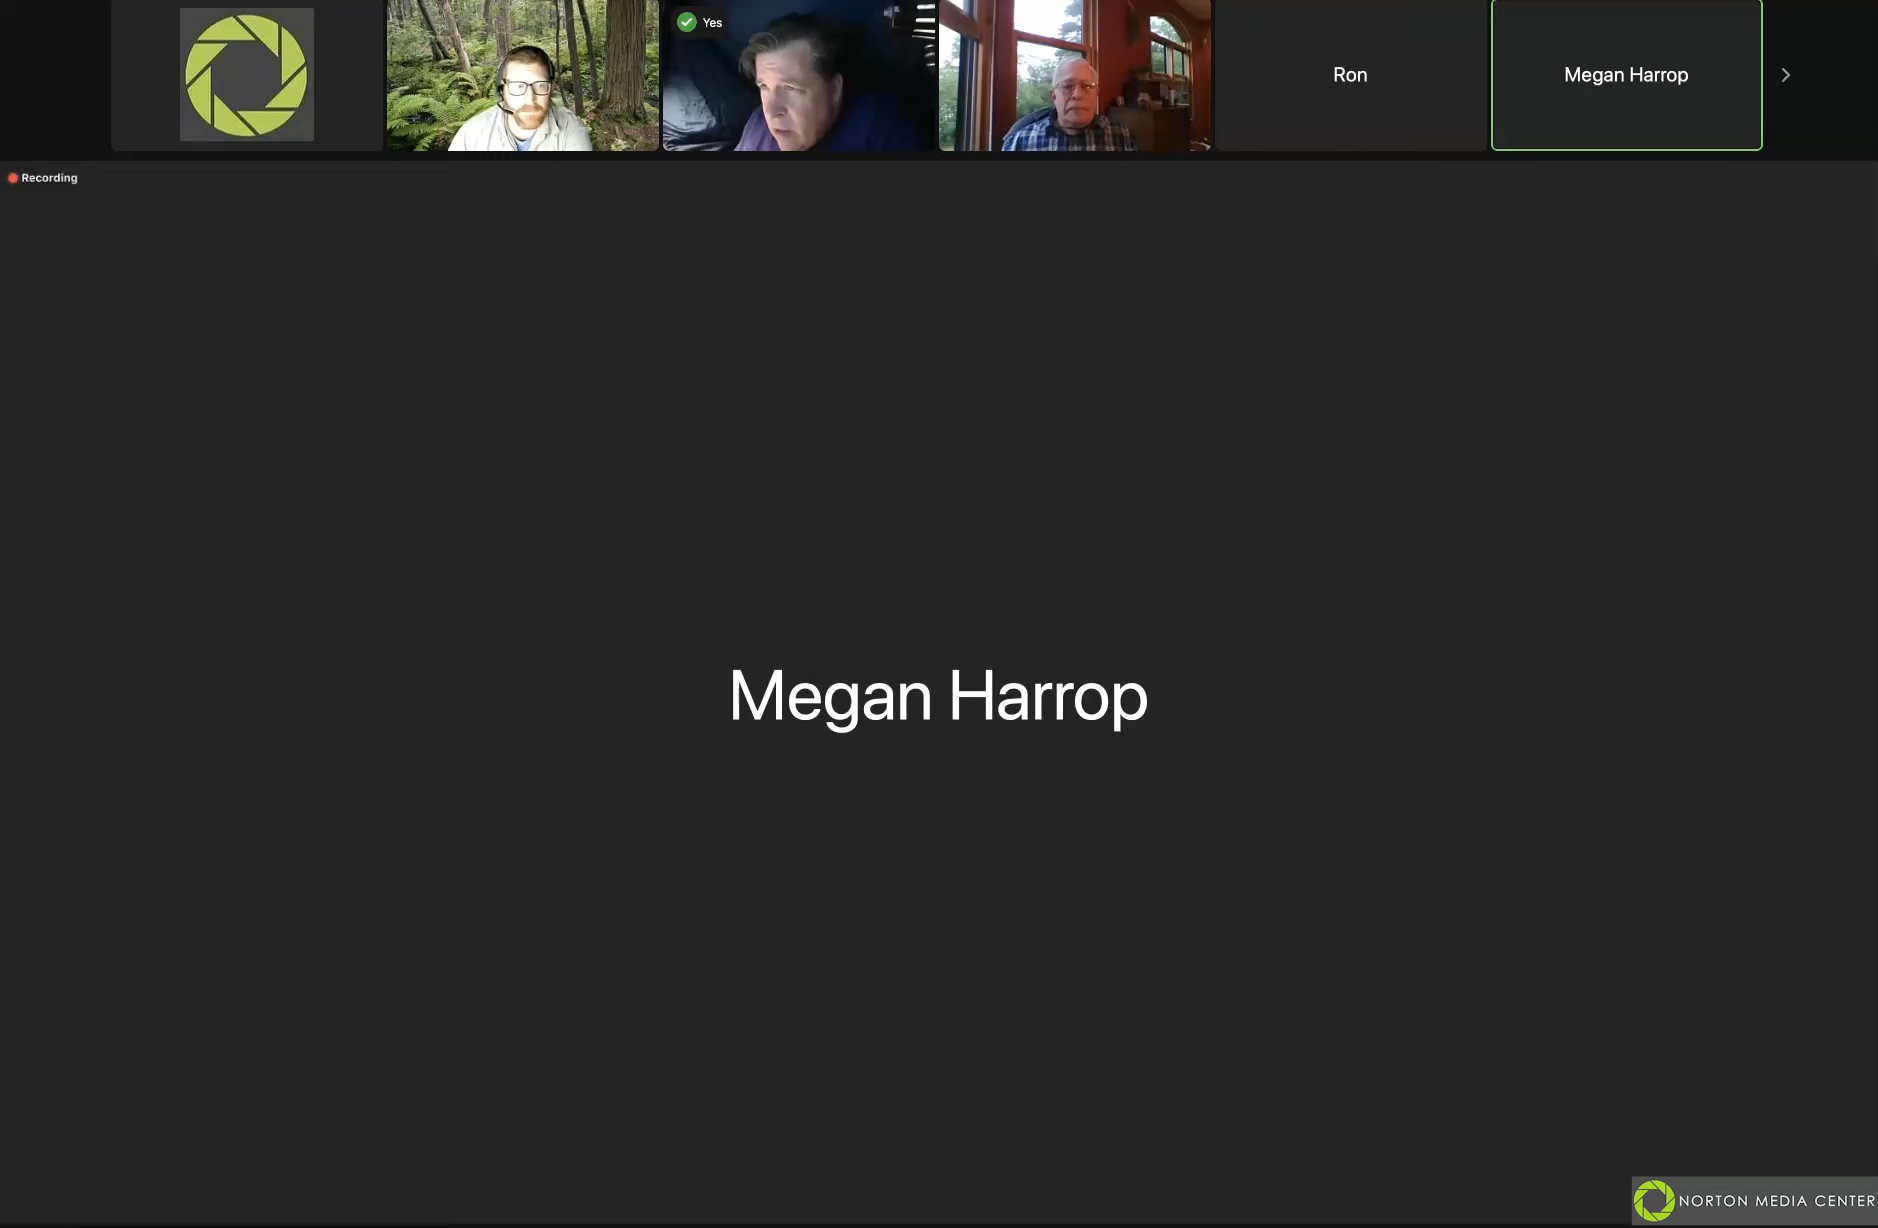 Yes
Ron
Megan Harrop
Recording
Megan Harrop
NORTON MEDIA CENTER